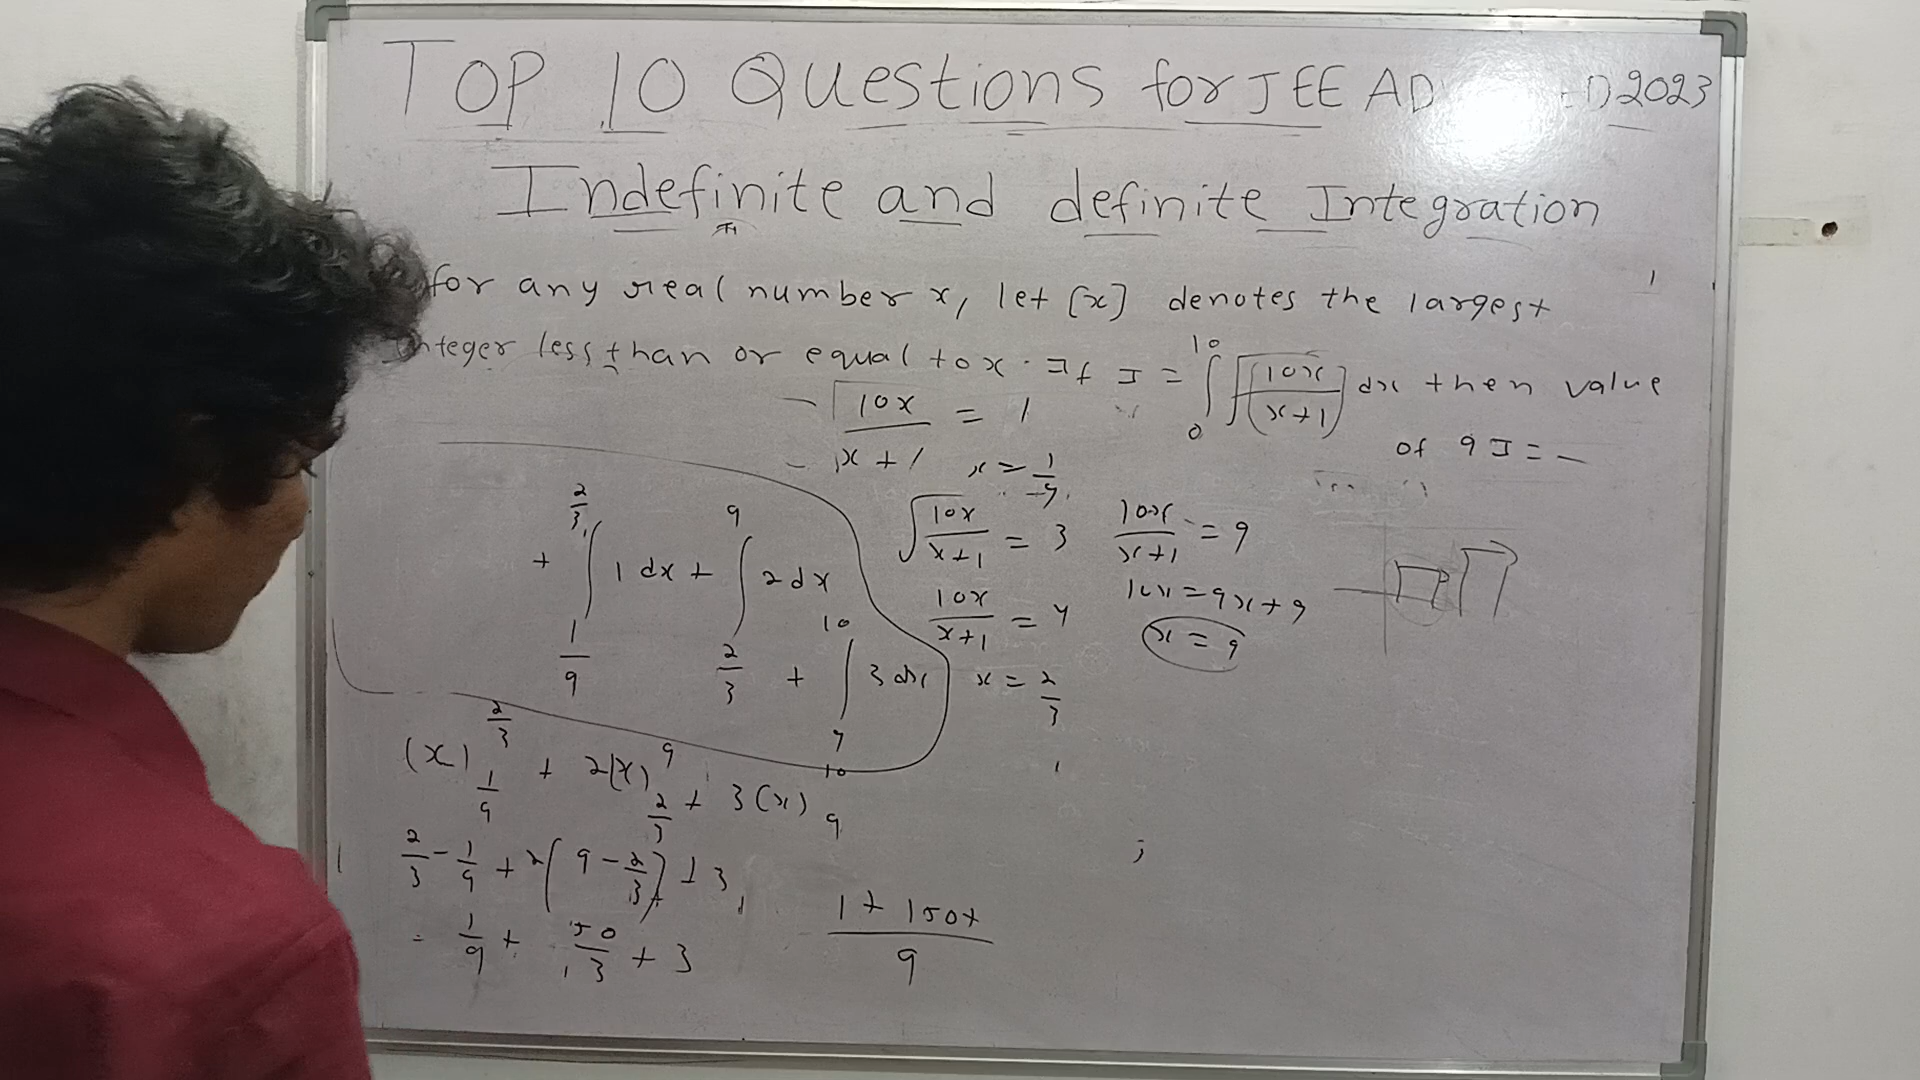 TOP 10 Questions for JEE AD D 2023
Indefinite and definite Integration
for any real number x, let [x] denotes the largest
nteger less than or equal to x. If I = ∫₀¹⁰ [√(10x/(x+1))] dx then value
of 9 I = —
√(10x/(x+1)) = 1
x = 1/9
√(10x/(x+1)) = 3
10x/(x+1) = 9
10x/(x+1) = 4
10x = 9x + 9
x = 9
x = 2/3
+ ∫_{1/9}^{2/3} 1 dx + ∫_{2/3}^{9} 2 dx
+ ∫_{9}^{10} 3 dx
(x)_{1/9}^{2/3} + 2(x)_{2/3}^{9} + 3(x)_{9}^{10}
2/3 - 1/9 + 2(9 - 2/3) + 3
= 1/9 + 50/3 + 3
(1 + 150 +)/9